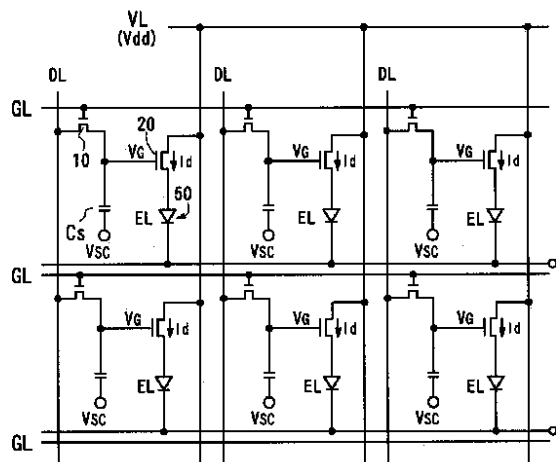 VL
(Vdd)
DL DL DL
GL
10 20 VG Id VG Id VG Id
Cs EL 50 EL EL
VSC VSC VSC
GL
VG Id VG Id VG Id
EL EL EL
VSC VSC VSC
GL